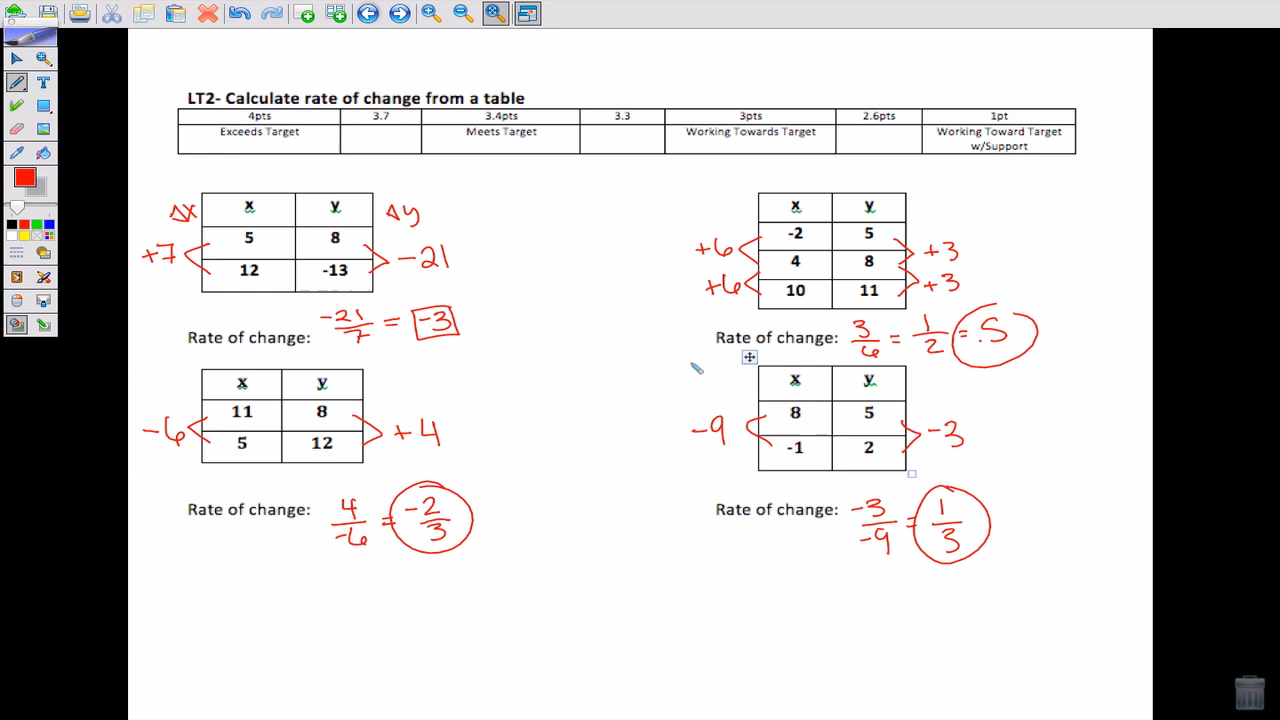 LT2- Calculate rate of change from a table
4pts 3.7 3.4pts 3.3 3pts 2.6pts 1pt
Exceeds Target Meets Target Working Towards Target Working Toward Target w/Support
Δx x y Δy
5 8
+7 -21
12 -13
Rate of change: -21/7 = -3
x y
11 8
-6 +4
5 12
Rate of change: 4/-6 = -2/3
x y
-2 5
+6 +3
4 8
+6 +3
10 11
Rate of change: 3/6 = 1/2 = .5
x y
8 5
-9 -3
-1 2
Rate of change: -3/-9 = 1/3
T